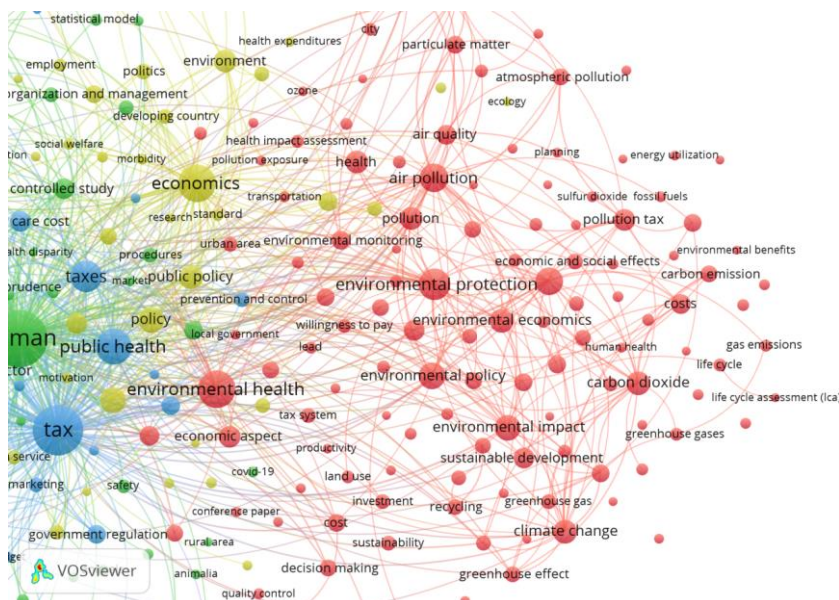 statistical model
health expenditures
city
particulate matter
employment
politics
environment
atmospheric pollution
organization and management
ozone
ecology
developing country
social welfare
health impact assessment
air quality
morbidity
pollution exposure
health
planning
energy utilization
controlled study
economics
air pollution
transportation
sulfur dioxide
fossil fuels
care cost
research
standard
pollution
pollution tax
urban area
environmental monitoring
procedures
environmental benefits
taxes
market
public policy
economic and social effects
carbon emission
prudence
environmental protection
prevention and control
costs
policy
willingness to pay
environmental economics
man
public health
local government
lead
human health
gas emissions
motivation
life cycle
environmental health
environmental policy
carbon dioxide
life cycle assessment (lca)
tax system
tax
economic aspect
environmental impact
greenhouse gases
productivity
service
covid-19
sustainable development
marketing
safety
land use
investment
greenhouse gas
conference paper
recycling
government regulation
cost
climate change
rural area
sustainability
animalia
decision making
greenhouse effect
quality control
VOSviewer